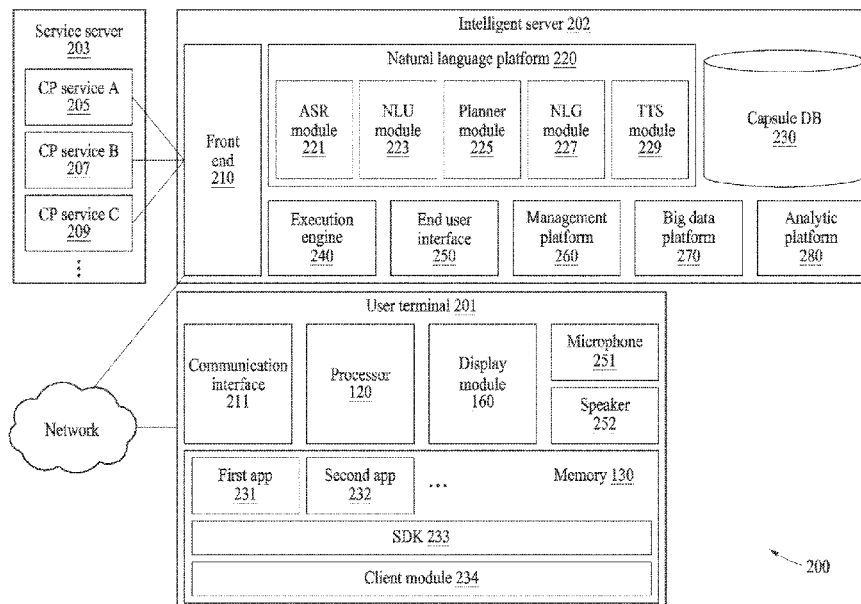 Service server
203
CP service A
205
CP service B
207
CP service C
209
Intelligent server 202
Front
end
210
Natural language platform 220
ASR
module
221
NLU
module
223
Planner
module
225
NLG
module
227
TTS
module
229
Capsule DB
230
Execution
engine
240
End user
interface
250
Management
platform
260
Big data
platform
270
Analytic
platform
280
User terminal 201
Communication
interface
211
Processor
120
Display
module
160
Microphone
251
Speaker
252
Network
First app
231
Second app
232
...
Memory 130
SDK 233
Client module 234
200